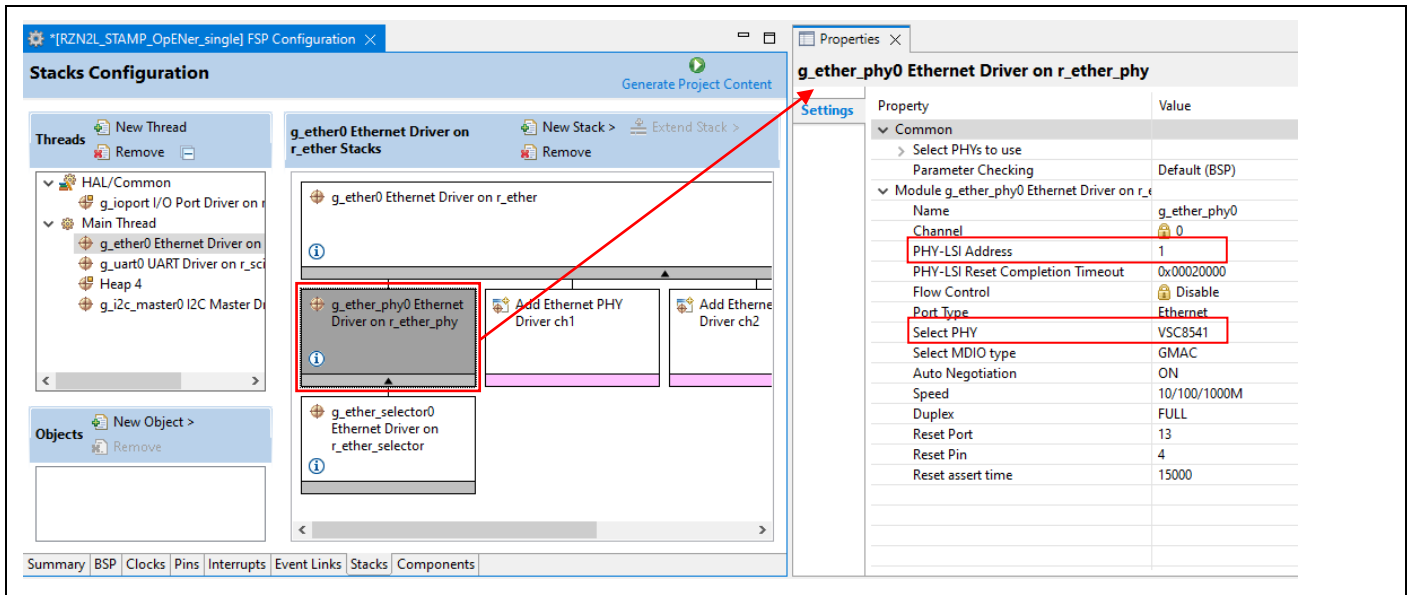 *[RZN2L_STAMP_OpENer_single] FSP Configuration
Stacks Configuration
Generate Project Content
Threads
New Thread
Remove
HAL/Common
g_ioport I/O Port Driver on r
Main Thread
g_ether0 Ethernet Driver on
g_uart0 UART Driver on r_sci
Heap 4
g_i2c_master0 I2C Master Dr
Objects
New Object >
Remove
g_ether0 Ethernet Driver on
r_ether Stacks
New Stack >
Extend Stack >
Remove
g_ether0 Ethernet Driver on r_ether
g_ether_phy0 Ethernet
Driver on r_ether_phy
Add Ethernet PHY
Driver ch1
Add Etherne
Driver ch2
g_ether_selector0
Ethernet Driver on
r_ether_selector
Summary BSP Clocks Pins Interrupts Event Links Stacks Components
Properties
g_ether_phy0 Ethernet Driver on r_ether_phy
Settings
Property Value
Common
Select PHYs to use
Parameter Checking Default (BSP)
Module g_ether_phy0 Ethernet Driver on r_e
Name g_ether_phy0
Channel 0
PHY-LSI Address 1
PHY-LSI Reset Completion Timeout 0x00020000
Flow Control Disable
Port Type Ethernet
Select PHY VSC8541
Select MDIO type GMAC
Auto Negotiation ON
Speed 10/100/1000M
Duplex FULL
Reset Port 13
Reset Pin 4
Reset assert time 15000